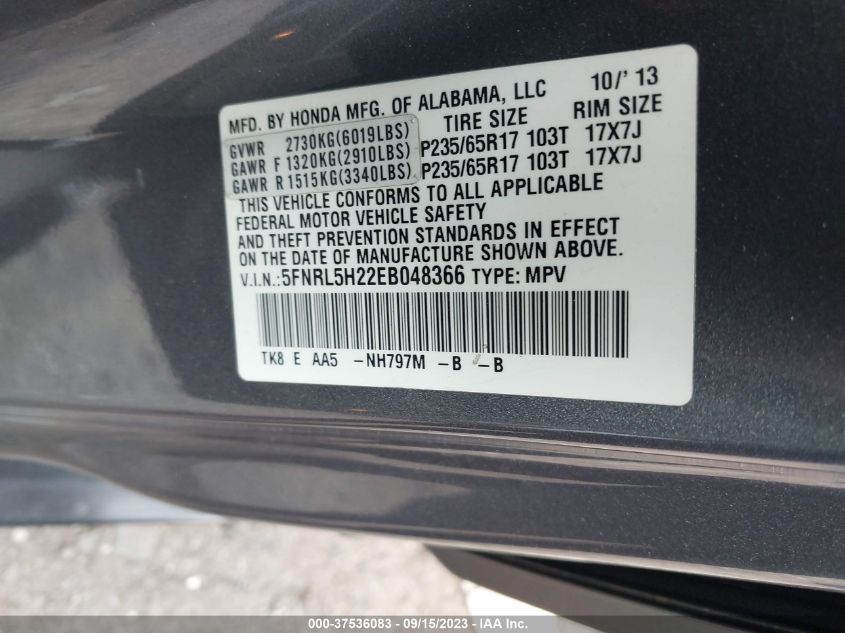 MFD. BY HONDA MFG. OF ALABAMA, LLC 10/' 13
GVWR 2730KG(6019LBS) TIRE SIZE RIM SIZE
GAWR F 1320KG(2910LBS) P235/65R17 103T 17X7J
GAWR R 1515KG(3340LBS) P235/65R17 103T 17X7J
THIS VEHICLE CONFORMS TO ALL APPLICABLE
FEDERAL MOTOR VEHICLE SAFETY
AND THEFT PREVENTION STANDARDS IN EFFECT
ON THE DATE OF MANUFACTURE SHOWN ABOVE.
V.I.N.:5FNRL5H22EB048366 TYPE: MPV
TK8 E AA5 -NH797M -B -B
000-37536083 - 09/15/2023 - IAA Inc.